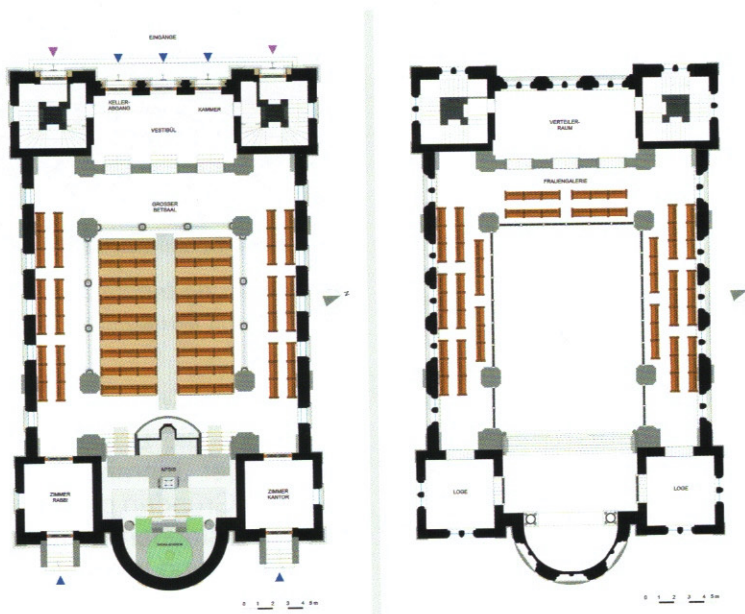 EINGÄNGE
KELLER-
ABGANG
KAMMER
VESTIBÜL
GROSSER
BETSAAL
N
APSIS
ZIMMER
RABBI
ZIMMER
KANTOR
0 1 2 3 4 5 m
VERTEILER-
RAUM
FRAUENGALERIE
LOGE
LOGE
0 1 2 3 4 5 m